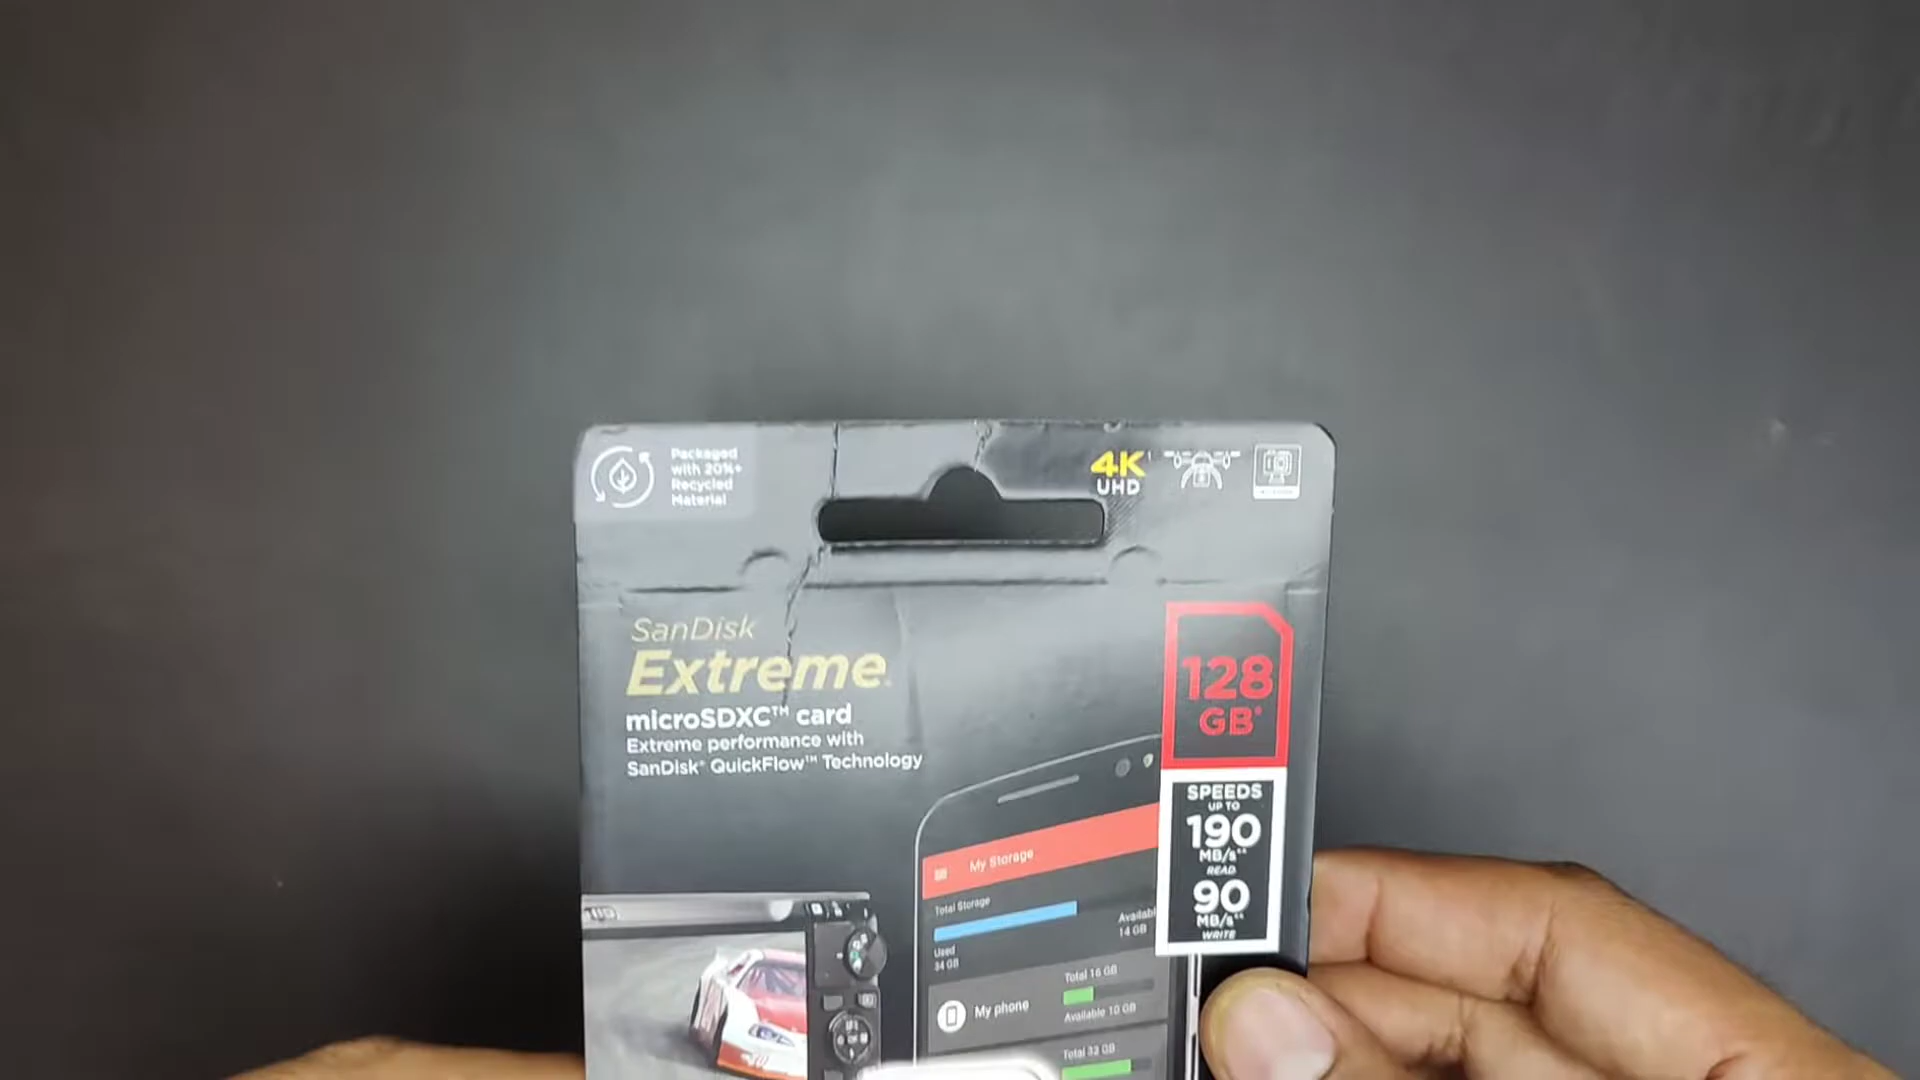 Packaged
with 20%+
Recycled
Material
4K
UHD
SanDisk
Extreme
microSDXC™ card
Extreme performance with
SanDisk® QuickFlow™ Technology
128
GB*
SPEEDS
UP TO
190
MB/s**
READ
90
MB/s**
WRITE
My Storage
Total Storage
Used
34 GB
14 GB
My phone
Total 16 GB
Available 10 GB
Total 32 GB